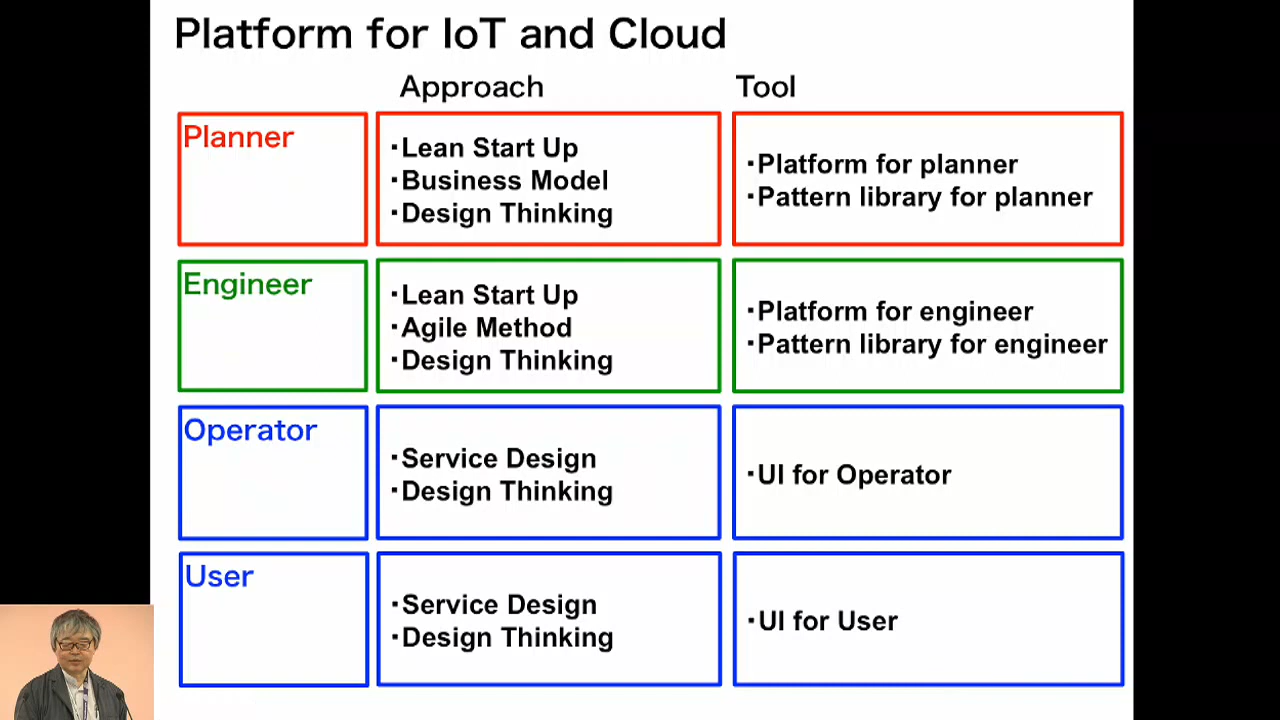 Platform for IoT and Cloud
Approach
Tool
Planner
・Lean Start Up
・Business Model
・Design Thinking
・Platform for planner
・Pattern library for planner
Engineer
・Lean Start Up
・Agile Method
・Design Thinking
・Platform for engineer
・Pattern library for engineer
Operator
・Service Design
・Design Thinking
・UI for Operator
User
・Service Design
・Design Thinking
・UI for User